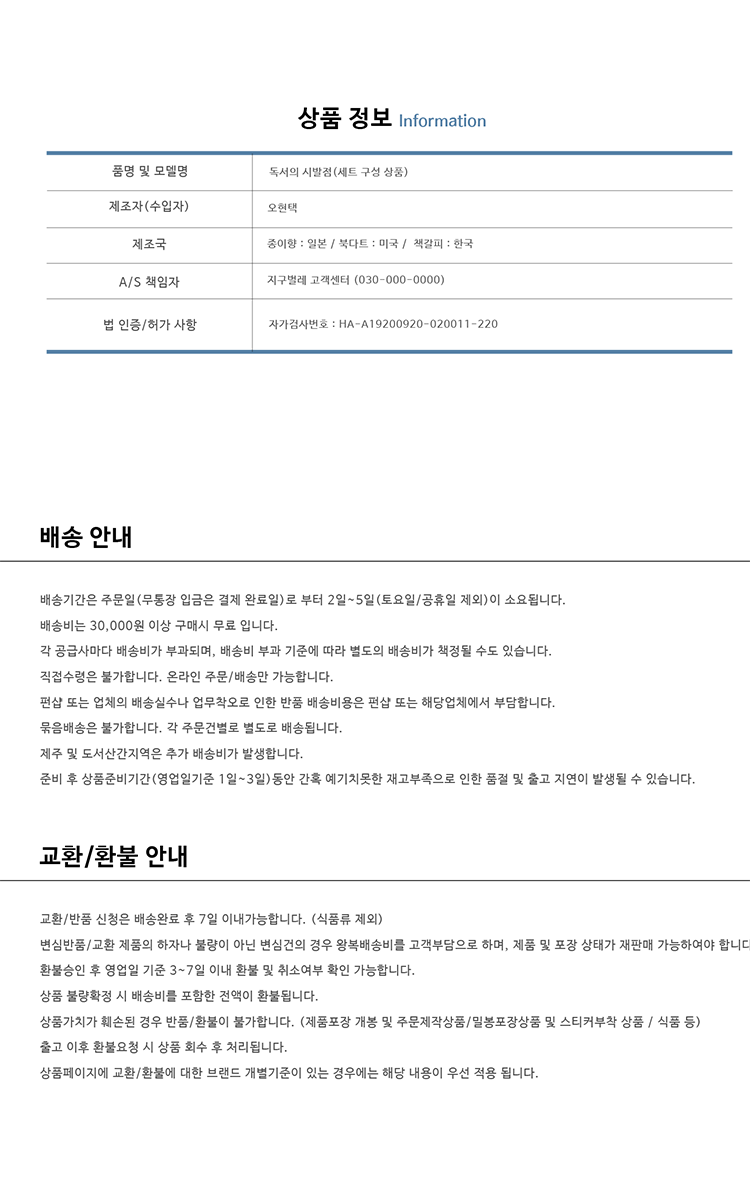 상품 정보 Information
품명 및 모델명 독서의 시발점(세트 구성 상품)
제조자(수입자) 오현택
제조국 종이향 : 일본 / 북다트 : 미국 / 책갈피 : 한국
A/S 책임자 지구벌레 고객센터 (030-000-0000)
법 인증/허가 사항 자가검사번호 : HA-A19200920-020011-220
배송 안내
배송기간은 주문일(무통장 입금은 결제 완료일)로 부터 2일~5일(토요일/공휴일 제외)이 소요됩니다.
배송비는 30,000원 이상 구매시 무료 입니다.
각 공급사마다 배송비가 부과되며, 배송비 부과 기준에 따라 별도의 배송비가 책정될 수도 있습니다.
직접수령은 불가합니다. 온라인 주문/배송만 가능합니다.
펀샵 또는 업체의 배송실수나 업무착오로 인한 반품 배송비용은 펀샵 또는 해당업체에서 부담합니다.
묶음배송은 불가합니다. 각 주문건별로 별도로 배송됩니다.
제주 및 도서산간지역은 추가 배송비가 발생합니다.
준비 후 상품준비기간(영업일기준 1일~3일)동안 간혹 예기치못한 재고부족으로 인한 품절 및 출고 지연이 발생될 수 있습니다.
교환/환불 안내
교환/반품 신청은 배송완료 후 7일 이내가능합니다. (식품류 제외)
변심반품/교환 제품의 하자나 불량이 아닌 변심건의 경우 왕복배송비를 고객부담으로 하며, 제품 및 포장 상태가 재판매 가능하여야 합니다
환불승인 후 영업일 기준 3~7일 이내 환불 및 취소여부 확인 가능합니다.
상품 불량확정 시 배송비를 포함한 전액이 환불됩니다.
상품가치가 훼손된 경우 반품/환불이 불가합니다. (제품포장 개봉 및 주문제작상품/밀봉포장상품 및 스티커부착 상품 / 식품 등)
출고 이후 환불요청 시 상품 회수 후 처리됩니다.
상품페이지에 교환/환불에 대한 브랜드 개별기준이 있는 경우에는 해당 내용이 우선 적용 됩니다.